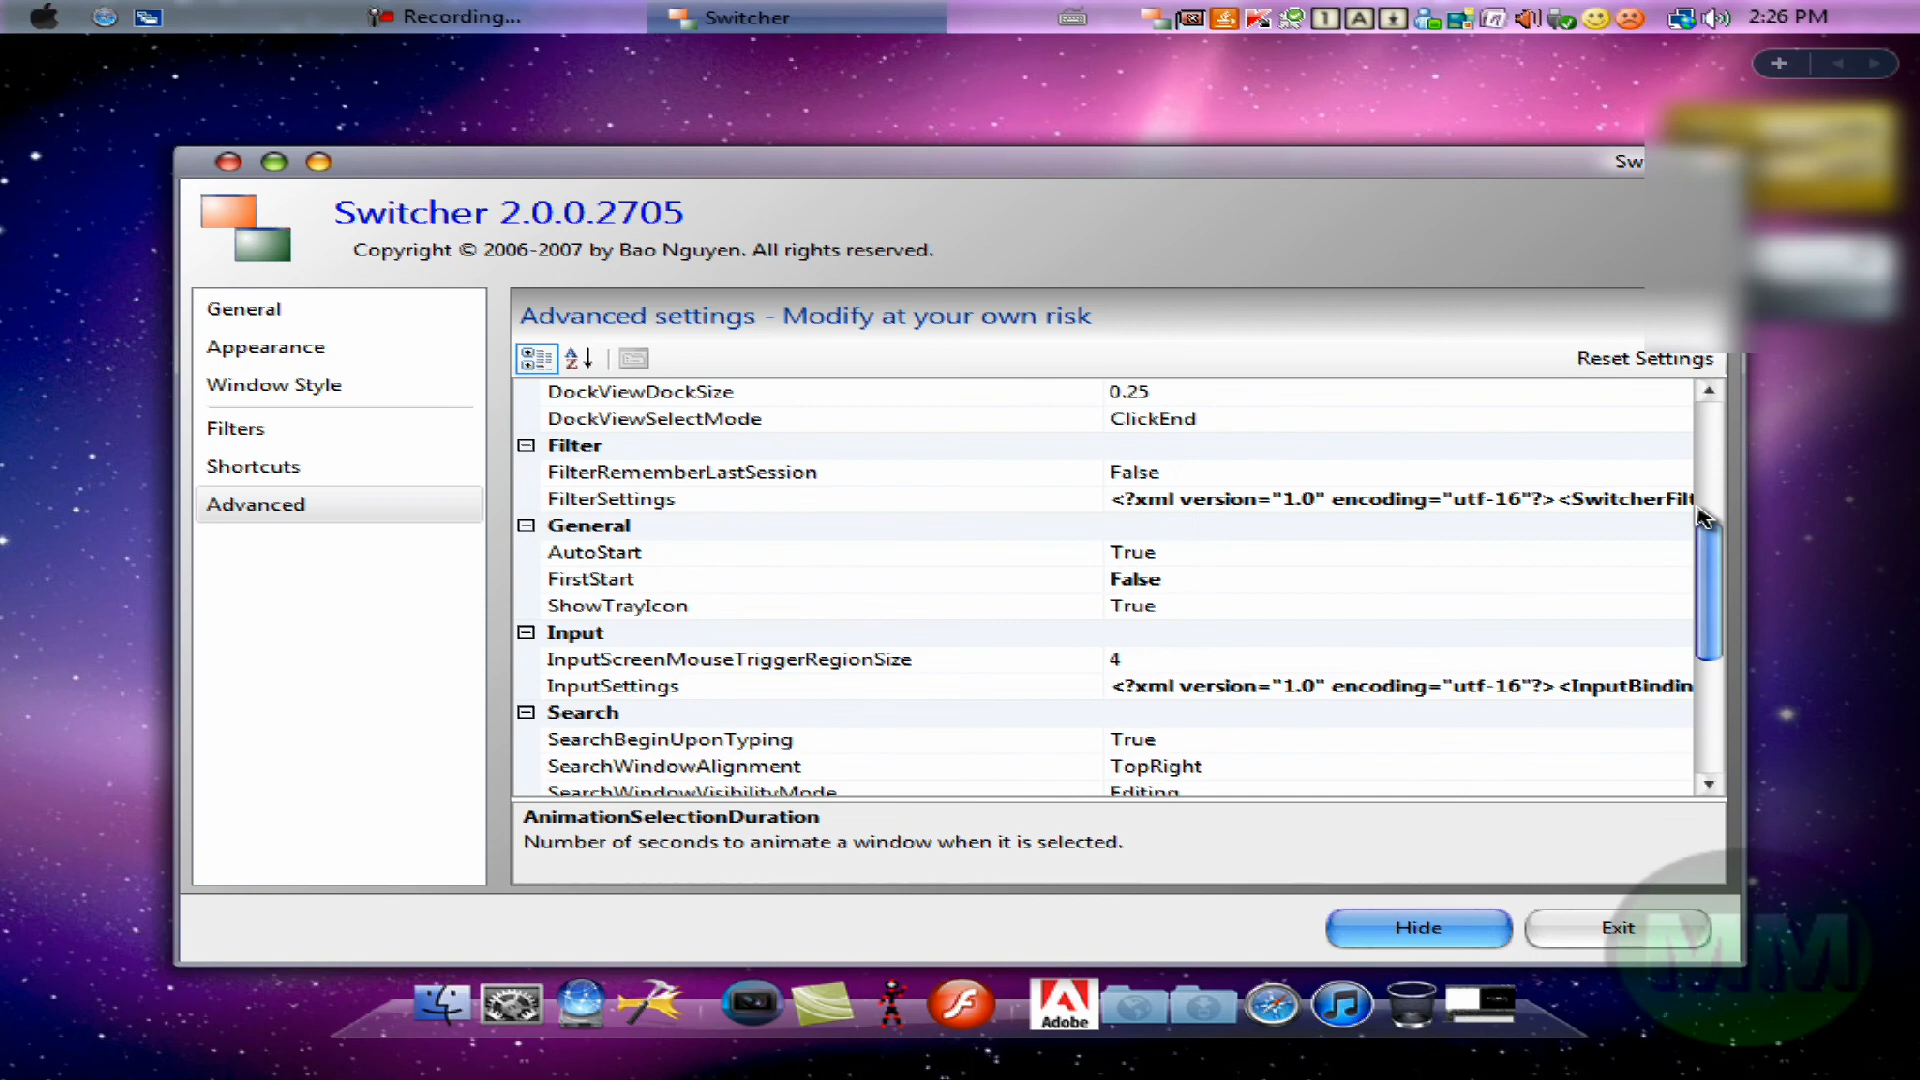 Recording...
Switcher
1
A
2:26 PM
Sw
Switcher 2.0.0.2705
Copyright © 2006-2007 by Bao Nguyen. All rights reserved.
General
Appearance
Window Style
Filters
Shortcuts
Advanced
Advanced settings - Modify at your own risk
Reset Settings
DockViewDockSize 0.25
DockViewSelectMode ClickEnd
Filter
FilterRememberLastSession False
FilterSettings <?xml version="1.0" encoding="utf-16"?> <SwitcherFilt
General
AutoStart True
FirstStart False
ShowTrayIcon True
Input
InputScreenMouseTriggerRegionSize 4
InputSettings <?xml version="1.0" encoding="utf-16"?> <InputBindin
Search
SearchBeginUponTyping True
SearchWindowAlignment TopRight
SearchWindowVisibilityMode Editing
AnimationSelectionDuration
Number of seconds to animate a window when it is selected.
Hide
Exit
MM
Adobe